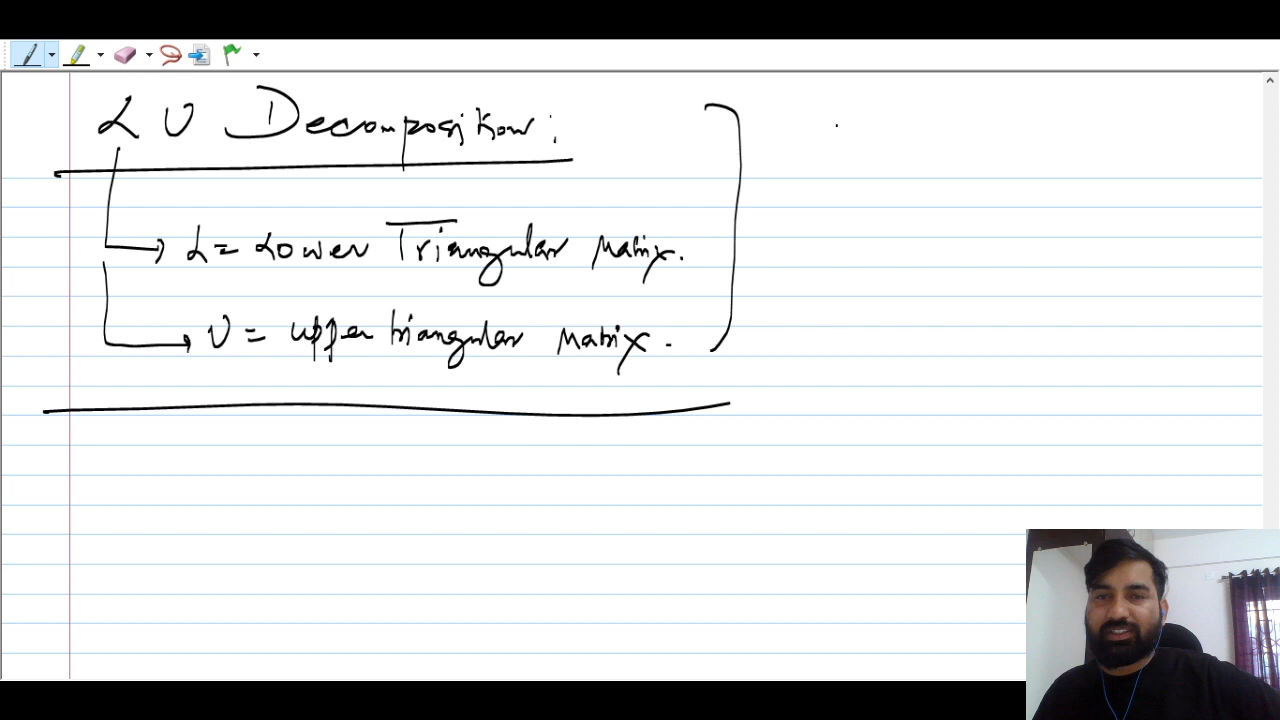 LU Decomposition:
L = Lower Triangular Matrix.
U = upper triangular Matrix.